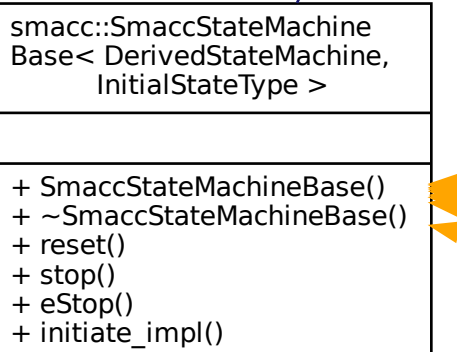 smacc::SmaccStateMachine
Base< DerivedStateMachine,
InitialStateType >
+ SmaccStateMachineBase()
+ ~SmaccStateMachineBase()
+ reset()
+ stop()
+ eStop()
+ initiate_impl()